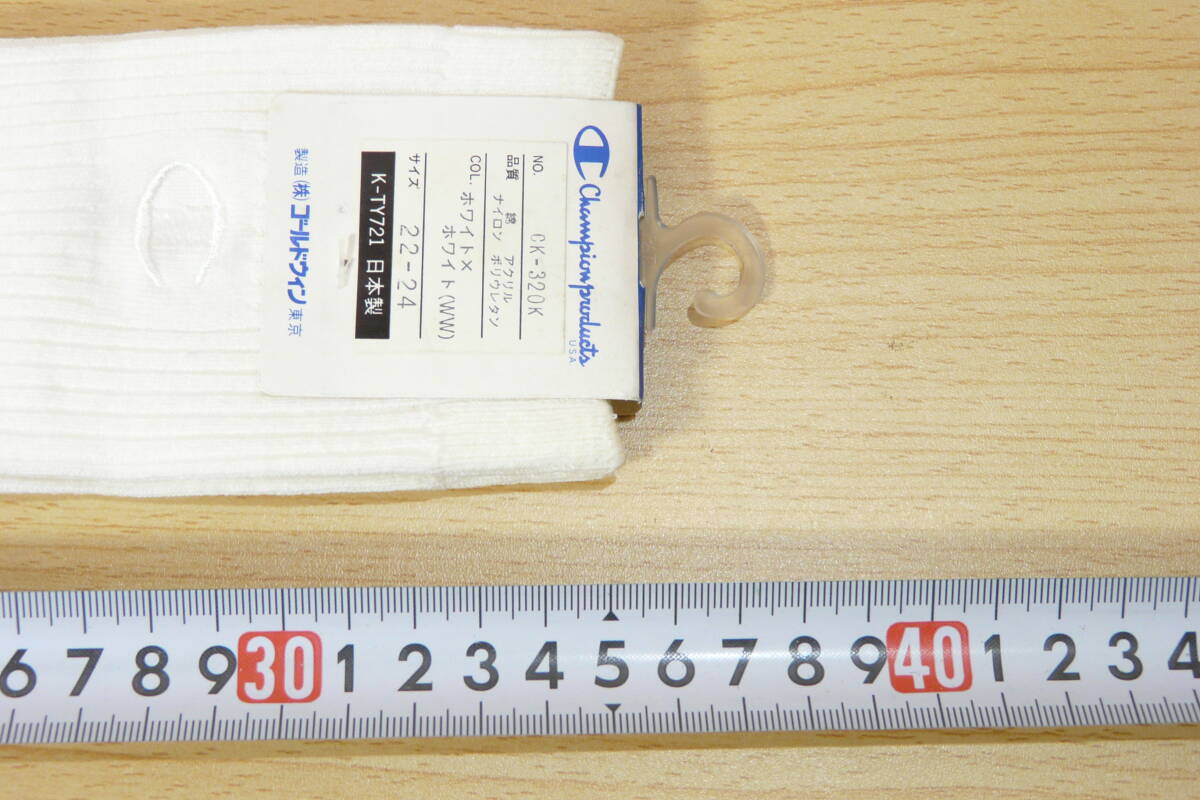 Champion products
USA
NO. CK-320K
品質 綿 アクリル
ナイロン ポリウレタン
COL. ホワイト×
ホワイト(WW)
サイズ 22-24
K-TY721 日本製
製造 (株)ゴールドウィン 東京
6 7 8 9 30 1 2 3 4 5 6 7 8 9 40 1 2 3 4